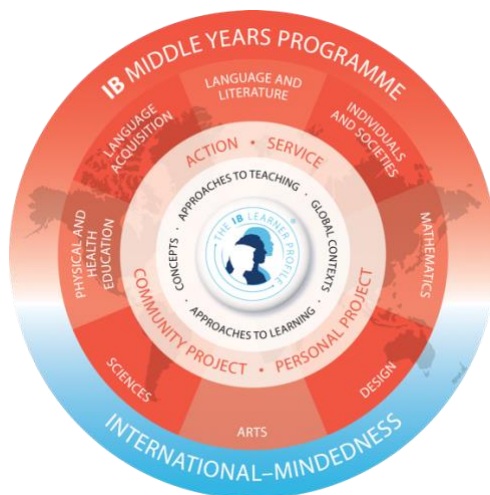 IB MIDDLE YEARS PROGRAMME
LANGUAGE AND
LITERATURE
INDIVIDUALS
AND SOCIETIES
MATHEMATICS
DESIGN
ARTS
SCIENCES
PHYSICAL AND
HEALTH
EDUCATION
LANGUAGE
ACQUISITION
ACTION • SERVICE
COMMUNITY PROJECT • PERSONAL PROJECT
APPROACHES TO TEACHING ·
GLOBAL CONTEXTS ·
APPROACHES TO LEARNING ·
CONCEPTS ·
THE IB LEARNER PROFILE ®
INTERNATIONAL–MINDEDNESS